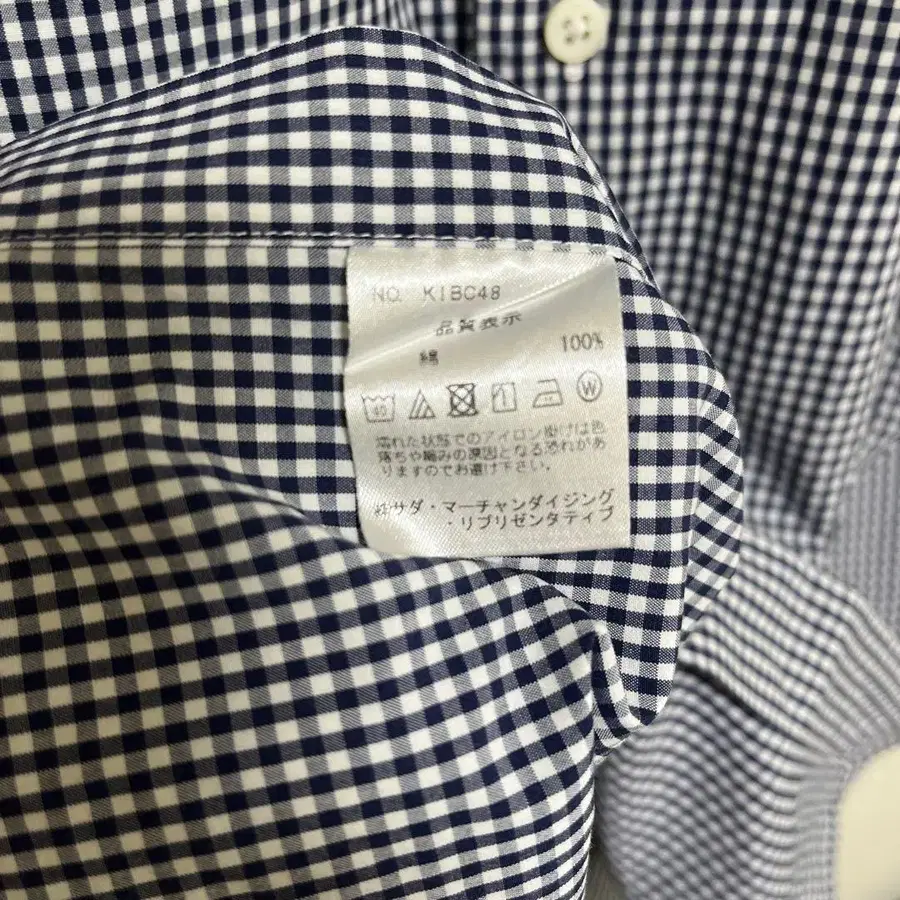 NO. KIBC48
品質表示
綿 100%
40 W
濡れた状態でのアイロン掛けは色
落ちや縮みの原因となる恐れがあ
りますのでお避け下さい。
㈱サダ・マーチャンダイジング
・リプリゼンタティブ